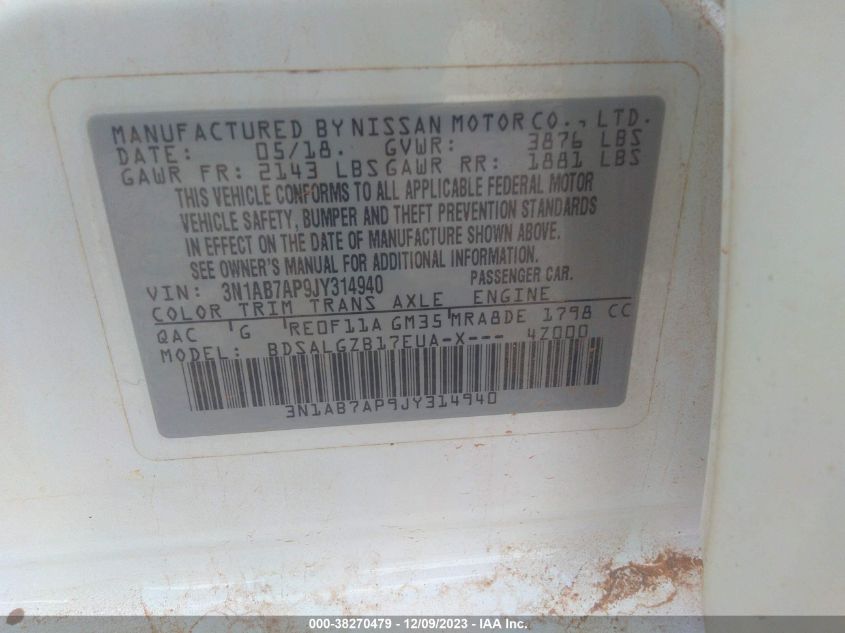 MANUFACTURED BY NISSAN MOTOR CO., LTD.
DATE: 05/18. GVWR: 3876 LBS
GAWR FR: 2143 LBS GAWR RR: 1881 LBS
THIS VEHICLE CONFORMS TO ALL APPLICABLE FEDERAL MOTOR
VEHICLE SAFETY, BUMPER AND THEFT PREVENTION STANDARDS
IN EFFECT ON THE DATE OF MANUFACTURE SHOWN ABOVE.
SEE OWNER'S MANUAL FOR ADDITIONAL INFORMATION.
VIN: 3N1AB7AP9JY314940 PASSENGER CAR.
COLOR TRIM TRANS AXLE ENGINE
QAC G RE0F11A GM35 MRA8DE 1798 CC
MODEL: BDSALGZB17EUA-X--- 4Z000
3N1AB7AP9JY314940
000-38270479 - 12/09/2023 - IAAI.COM